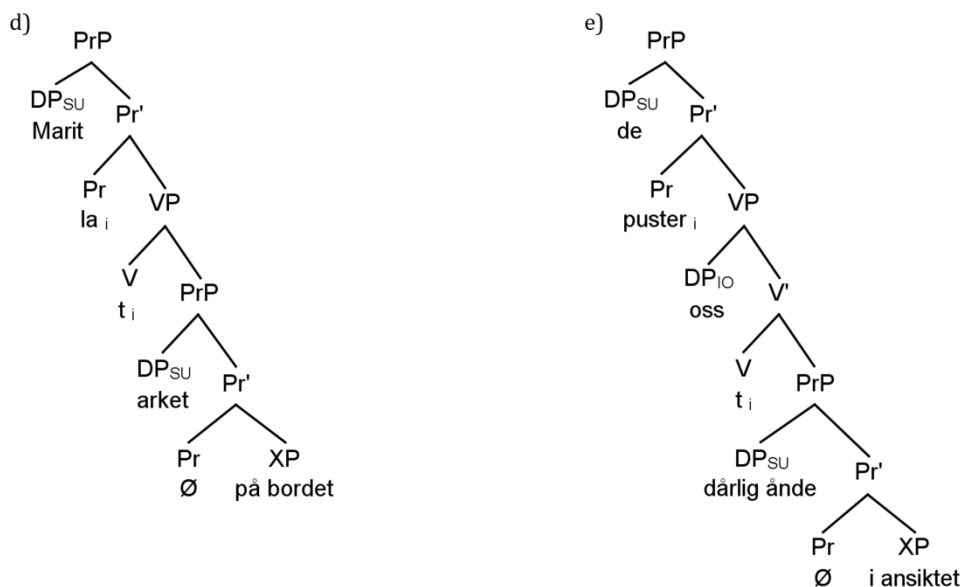 d)
PrP
DPSU Pr'
Marit
Pr VP
la i
V PrP
t i
DPSU Pr'
arket
Pr XP
Ø på bordet
e)
PrP
DPSU Pr'
de
Pr VP
puster i
DPIO V'
oss
V PrP
t i
DPSU Pr'
dårlig ånde
Pr XP
Ø i ansiktet